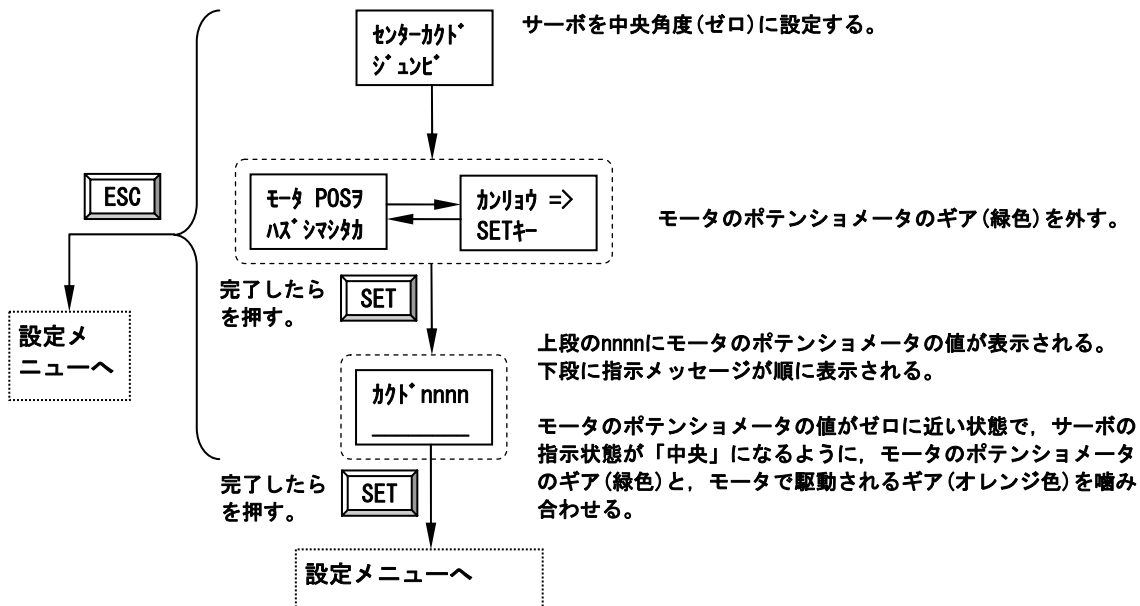 ｾﾝﾀｰｶｸﾄﾞ
ｼﾞｭﾝﾋﾞ
サーボを中央角度(ゼロ)に設定する。
ESC
ﾓｰﾀ POSｦ
ﾊｽﾞｼﾏｼﾀｶ
ｶﾝﾘｮｳ =>
SETｷｰ
モータのポテンショメータのギア(緑色)を外す。
完了したら
を押す。
SET
設定メ
ニューへ
上段のnnnnにモータのポテンショメータの値が表示される。
下段に指示メッセージが順に表示される。
ｶｸﾄﾞnnnn
モータのポテンショメータの値がゼロに近い状態で，サーボの
指示状態が「中央」になるように，モータのポテンショメータ
のギア(緑色)と，モータで駆動されるギア(オレンジ色)を噛み
合わせる。
完了したら
を押す。
SET
設定メニューへ